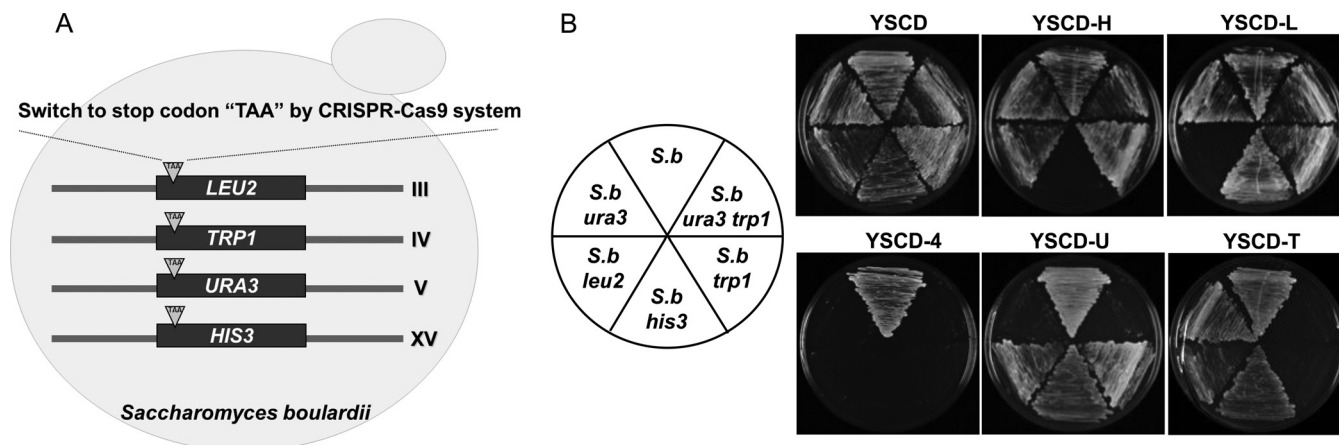 A
Switch to stop codon “TAA” by CRISPR-Cas9 system
TAA
LEU2
III
TAA
TRP1
IV
TAA
URA3
V
TAA
HIS3
XV
Saccharomyces boulardii
B
S.b
S.b
ura3
S.b
ura3 trp1
S.b
leu2
S.b
trp1
S.b
his3
YSCD
YSCD-H
YSCD-L
YSCD-4
YSCD-U
YSCD-T